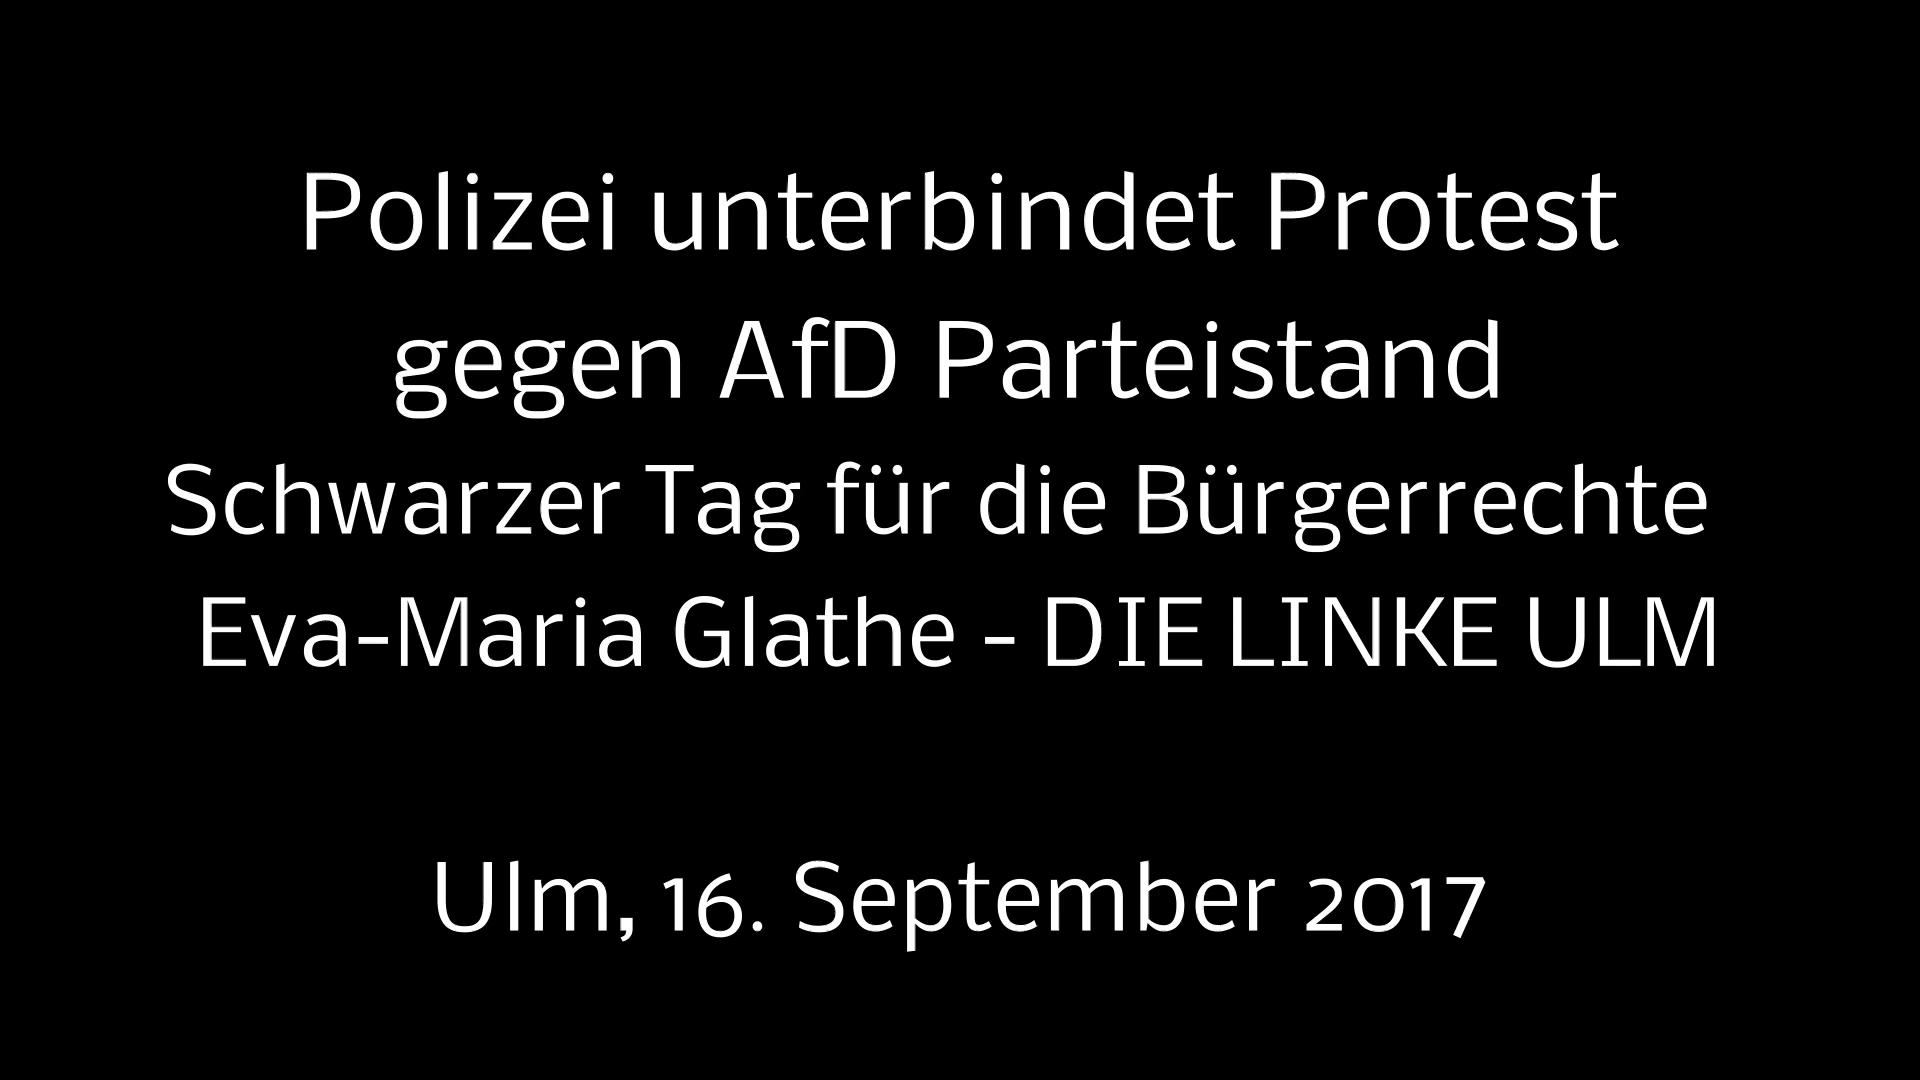 Polizei unterbindet Protest
gegen AfD Parteistand
Schwarzer Tag für die Bürgerrechte
Eva-Maria Glathe - DIE LINKE ULM
Ulm, 16. September 2017